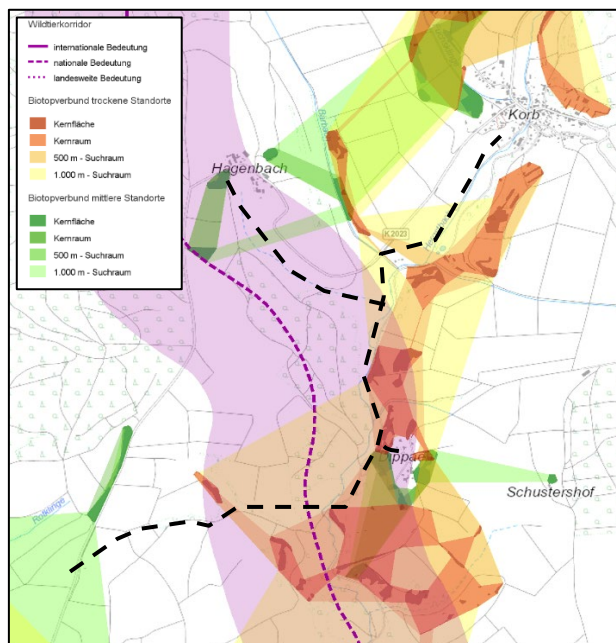 Wildtierkorridor
internationale Bedeutung
nationale Bedeutung
landesweite Bedeutung
Biotopverbund trockene Standorte
Kernfläche
Kernraum
500 m - Suchraum
1.000 m - Suchraum
Biotopverbund mittlere Standorte
Kernfläche
Kernraum
500 m - Suchraum
1.000 m - Suchraum
Korb
Hagenbach
K 2023
Schustershof